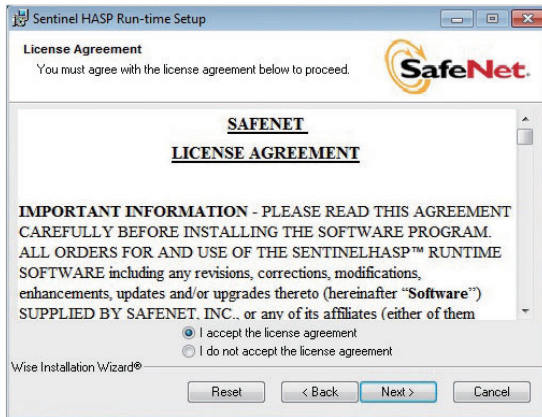 Sentinel HASP Run-time Setup
License Agreement
You must agree with the license agreement below to proceed.
SafeNet.
SAFENET
LICENSE AGREEMENT
IMPORTANT INFORMATION - PLEASE READ THIS AGREEMENT
CAREFULLY BEFORE INSTALLING THE SOFTWARE PROGRAM.
ALL ORDERS FOR AND USE OF THE SENTINELHASP™ RUNTIME
SOFTWARE including any revisions, corrections, modifications,
enhancements, updates and/or upgrades thereto (hereinafter “Software”)
SUPPLIED BY SAFENET, INC., or any of its affiliates (either of them
I accept the license agreement
I do not accept the license agreement
Wise Installation Wizard®
Reset
< Back
Next >
Cancel